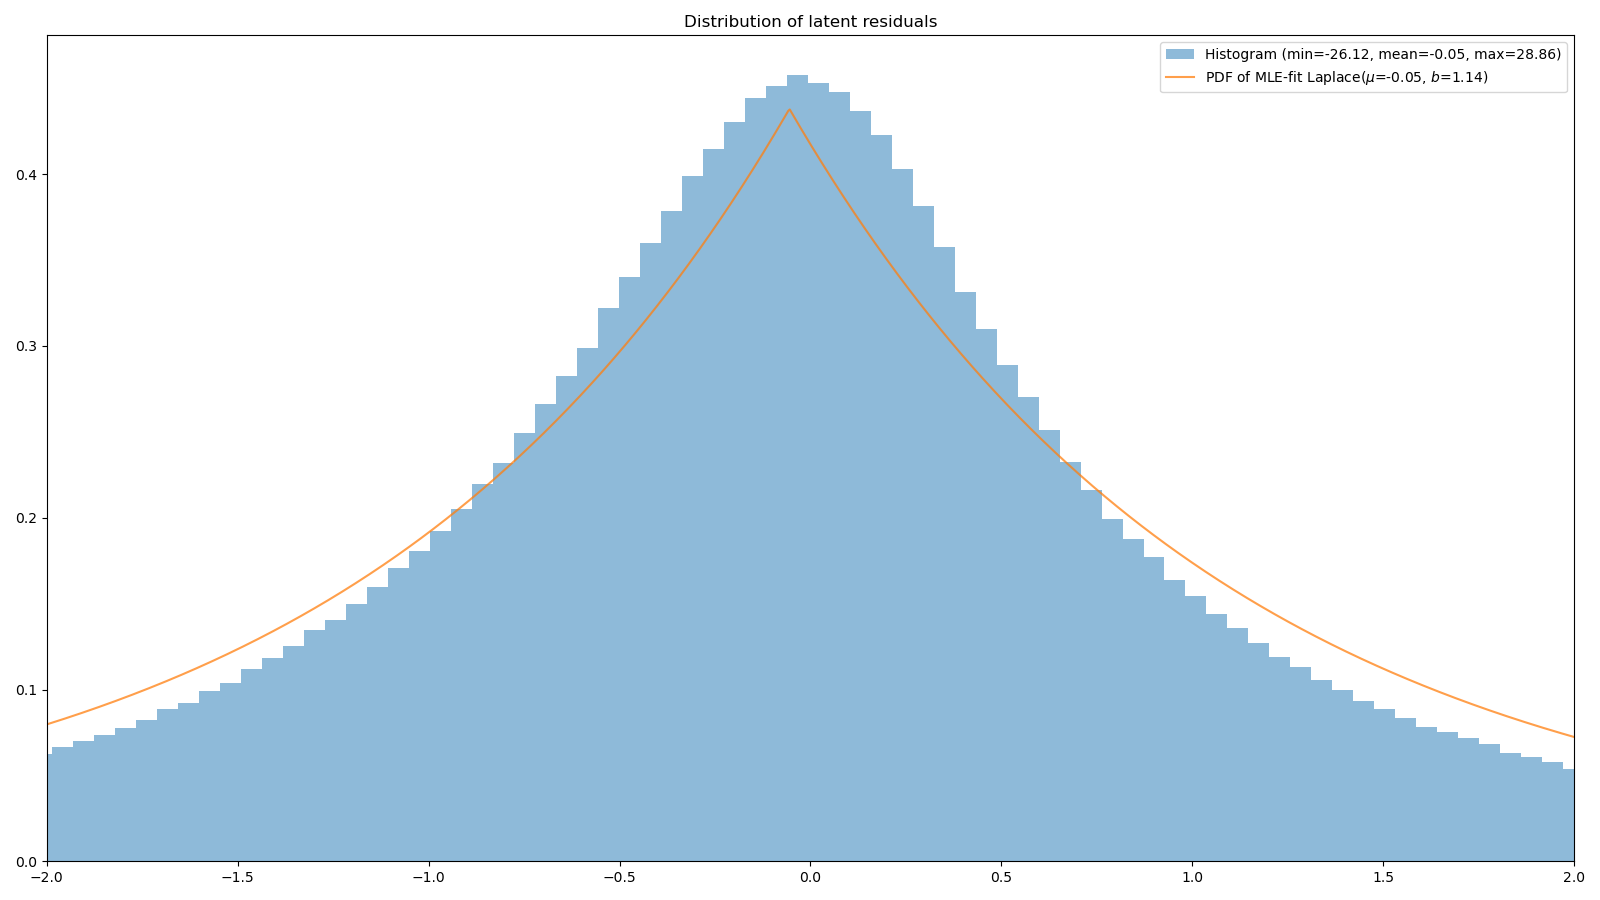 Distribution of latent residuals
Histogram (min=-26.12, mean=-0.05, max=28.86)
PDF of MLE-fit Laplace(μ=-0.05, b=1.14)
0.4
0.3
0.2
0.1
0.0
−2.0 −1.5 −1.0 −0.5 0.0 0.5 1.0 1.5 2.0